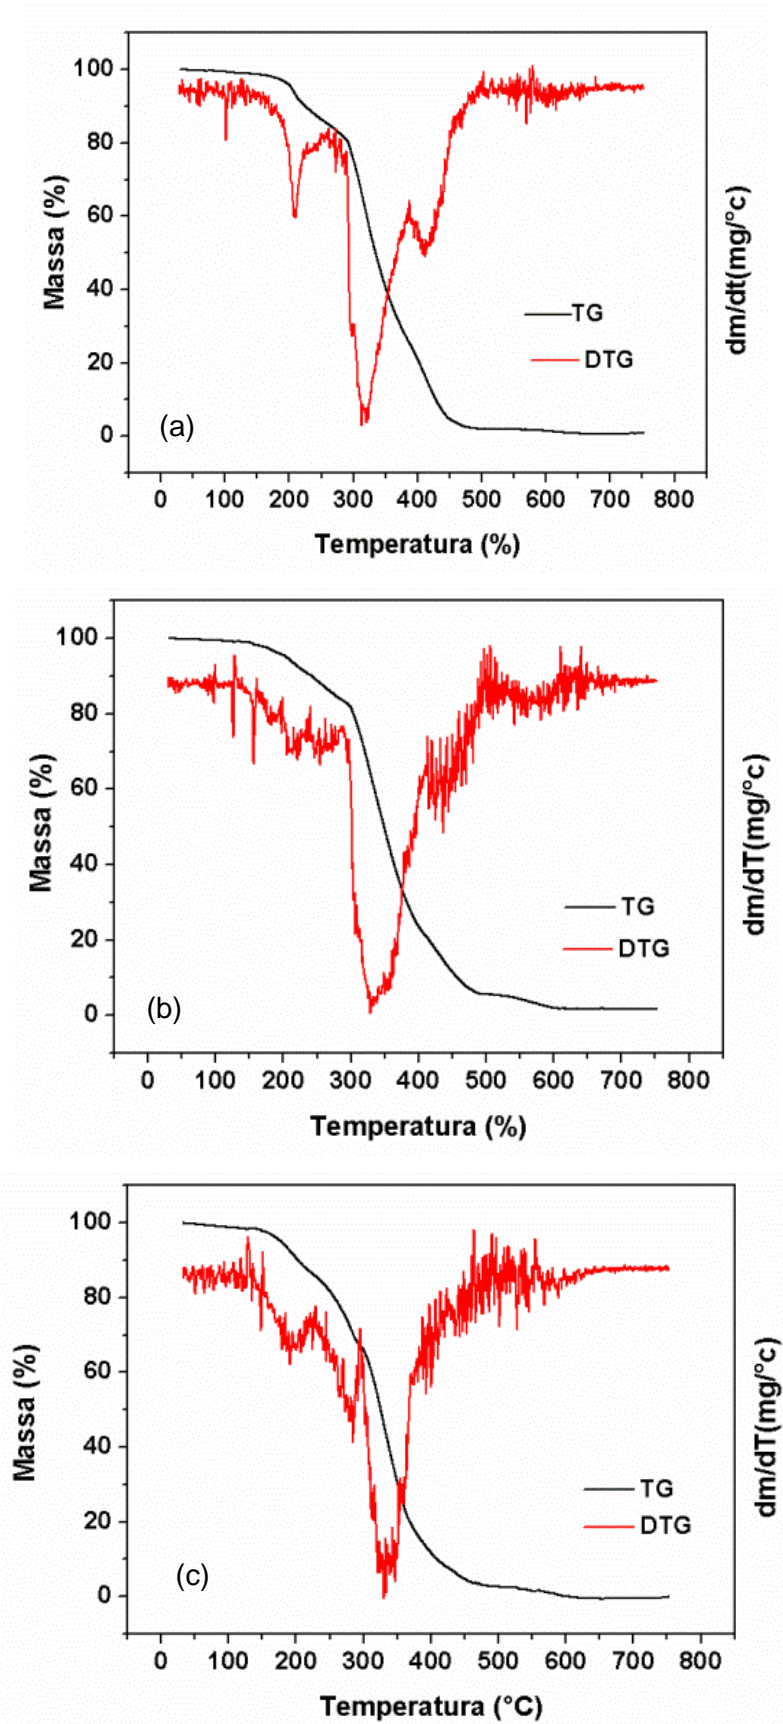 100
80
60
40
20
0
Massa (%)
dm/dt(mg/°c)
TG
DTG
(a)
0 100 200 300 400 500 600 700 800
Temperatura (%)
100
80
60
40
20
0
Massa (%)
dm/dT(mg/°c)
TG
DTG
(b)
0 100 200 300 400 500 600 700 800
Temperatura (%)
100
80
60
40
20
0
Massa (%)
dm/dT(mg/°c)
TG
DTG
(c)
0 100 200 300 400 500 600 700 800
Temperatura (°C)